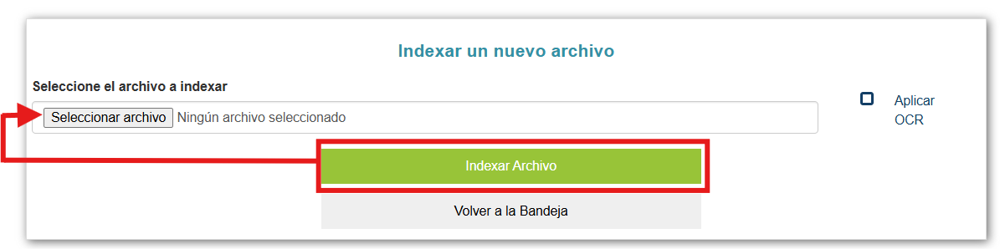 Indexar un nuevo archivo
Seleccione el archivo a indexar
Seleccionar archivo Ningún archivo seleccionado
Aplicar
OCR
Indexar Archivo
Volver a la Bandeja